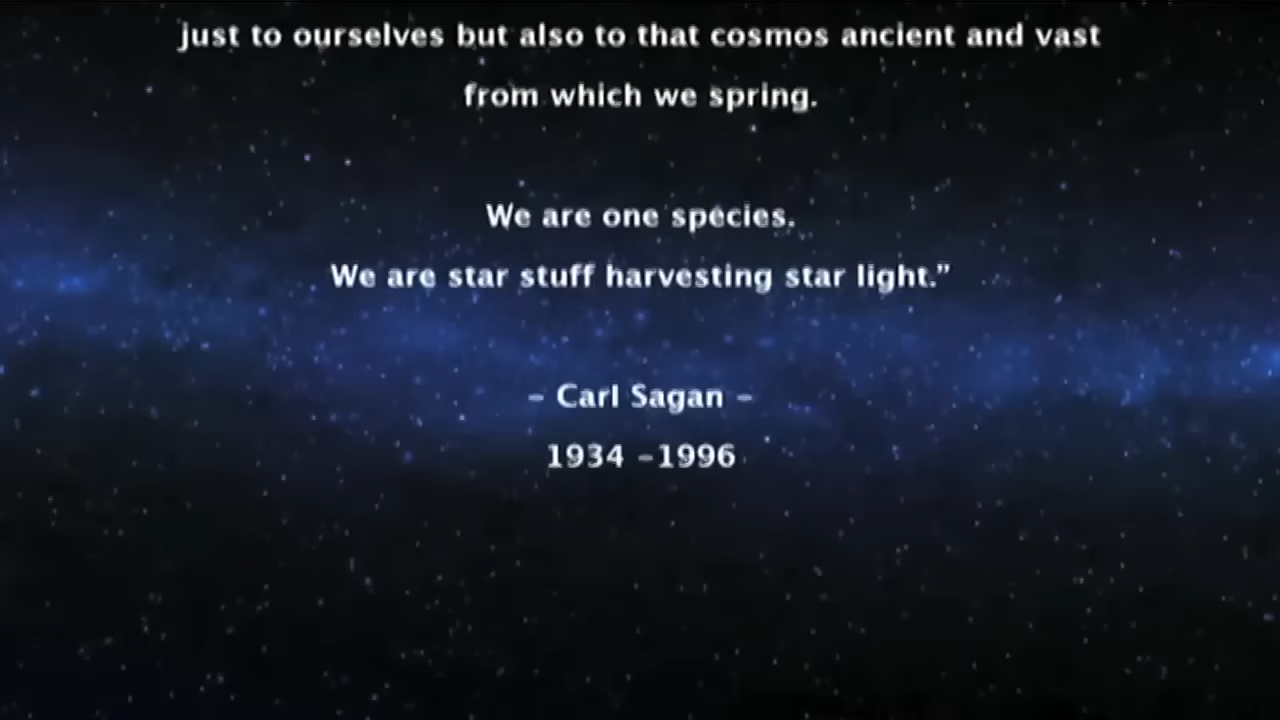 just to ourselves but also to that cosmos ancient and vast
from which we spring.
We are one species.
We are star stuff harvesting star light.”
– Carl Sagan –
1934 –1996